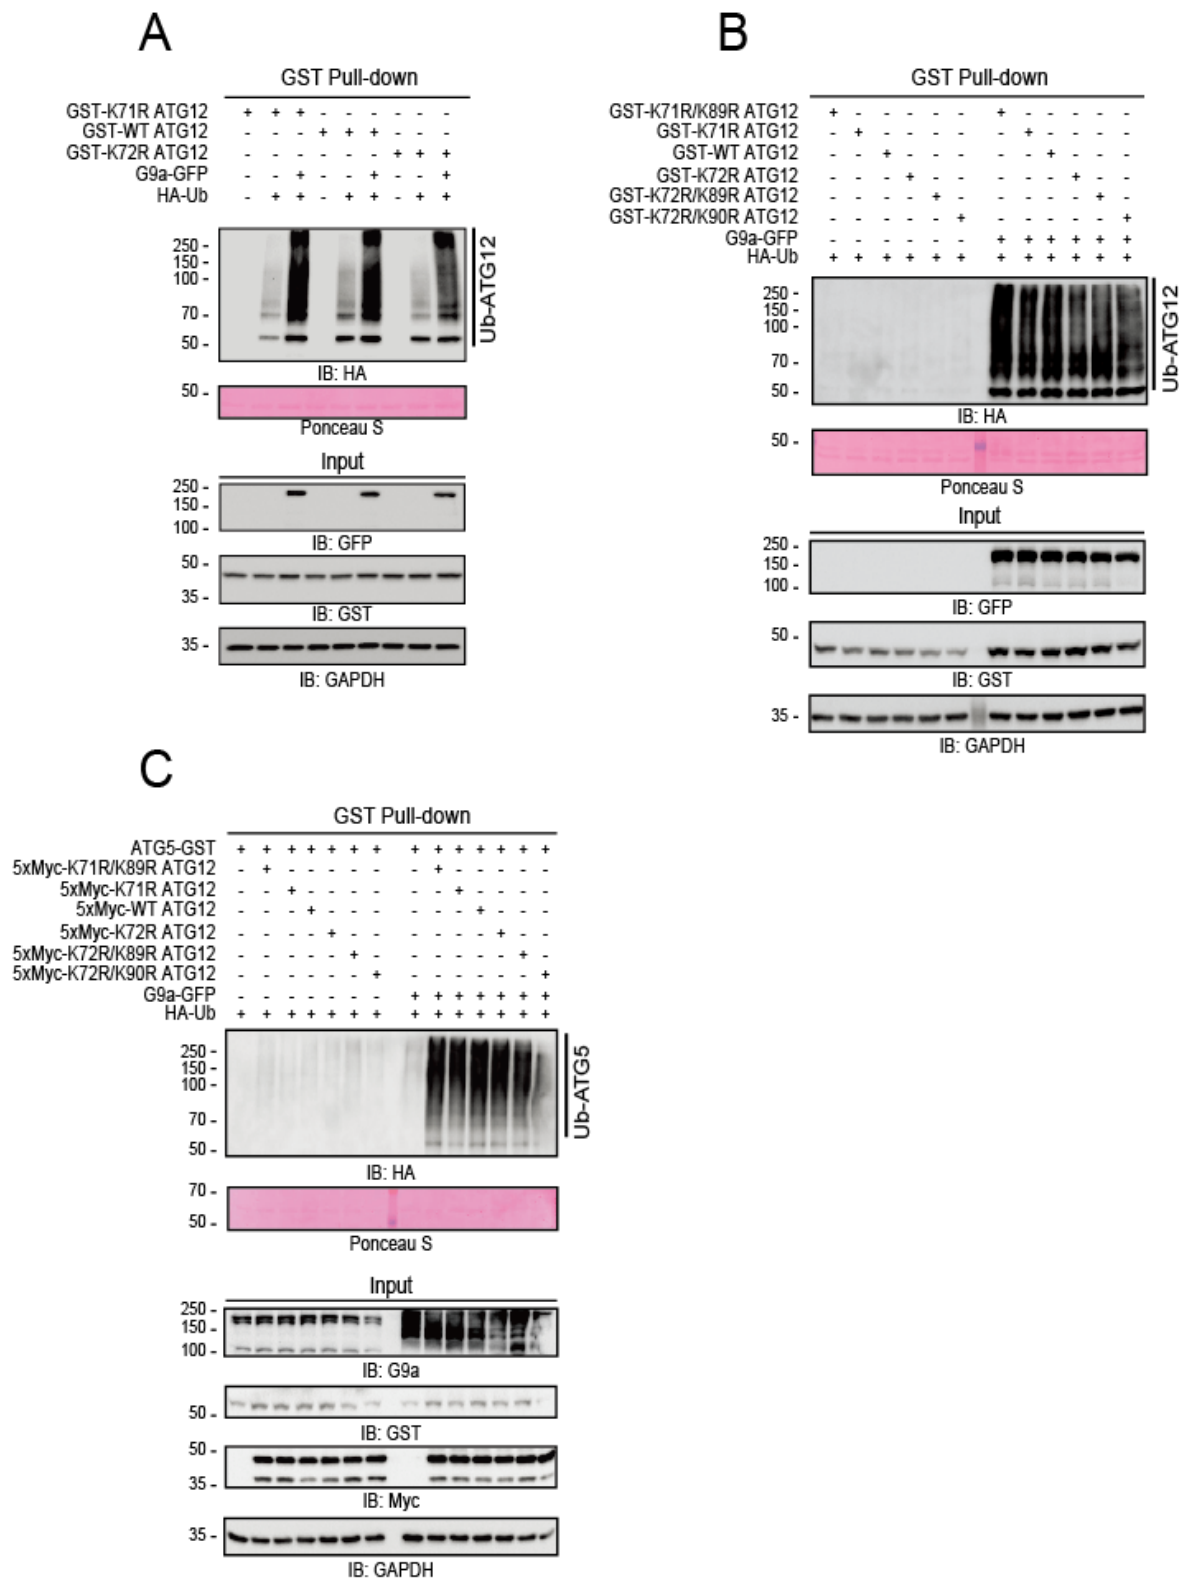 A
GST Pull-down
GST-K71R ATG12 + + + - - - - - -
GST-WT ATG12 - - - + + + - - -
GST-K72R ATG12 - - - - - - + + +
G9a-GFP - - + - - + - - +
HA-Ub - + + - + + - + +
250 -
150 -
100 -
70 -
50 -
Ub-ATG12
IB: HA
50 -
Ponceau S
Input
250 -
150 -
100 -
IB: GFP
50 -
35 -
IB: GST
35 -
IB: GAPDH
B
GST Pull-down
GST-K71R/K89R ATG12 + - - - - - + - - - - -
GST-K71R ATG12 - + - - - - - + - - - -
GST-WT ATG12 - - + - - - - - + - - -
GST-K72R ATG12 - - - + - - - - - + - -
GST-K72R/K89R ATG12 - - - - + - - - - - + -
GST-K72R/K90R ATG12 - - - - - + - - - - - +
G9a-GFP - - - - - - + + + + + +
HA-Ub + + + + + + + + + + + +
250 -
150 -
100 -
70 -
50 -
Ub-ATG12
IB: HA
50 -
Ponceau S
Input
250 -
150 -
100 -
IB: GFP
50 -
IB: GST
35 -
IB: GAPDH
C
GST Pull-down
ATG5-GST + + + + + + + + + + + + + +
5xMyc-K71R/K89R ATG12 - + - - - - - - + - - - - -
5xMyc-K71R ATG12 - - + - - - - - - + - - - -
5xMyc-WT ATG12 - - - + - - - - - - + - - -
5xMyc-K72R ATG12 - - - - + - - - - - - + - -
5xMyc-K72R/K89R ATG12 - - - - - + - - - - - - + -
5xMyc-K72R/K90R ATG12 - - - - - - + - - - - - - +
G9a-GFP - - - - - - - + + + + + + +
HA-Ub + + + + + + + + + + + + + +
250 -
150 -
100 -
70 -
50 -
Ub-ATG5
IB: HA
70 -
50 -
Ponceau S
Input
250 -
150 -
100 -
IB: G9a
50 -
IB: GST
50 -
35 -
IB: Myc
35 -
IB: GAPDH